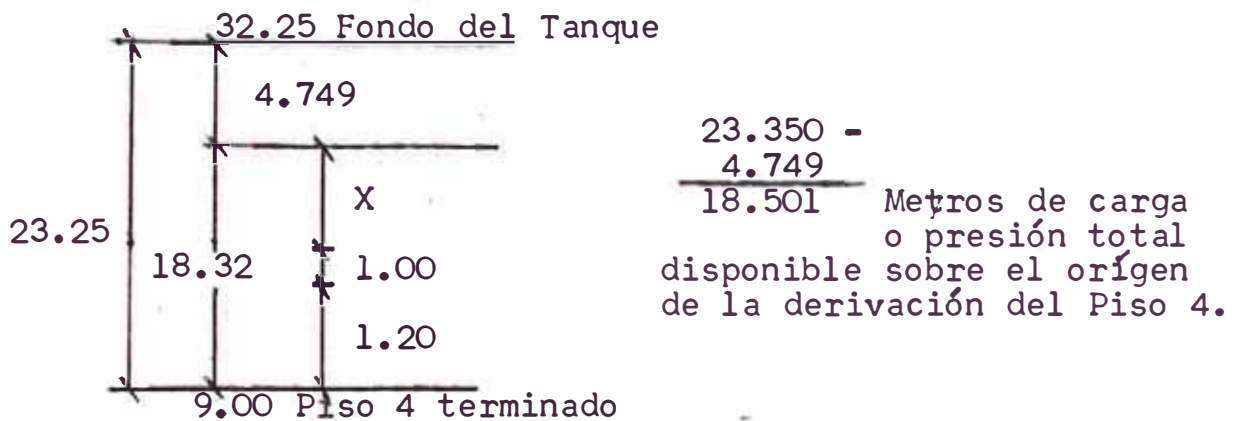 32.25 Fondo del Tanque
4.749
X
23.25
18.32
1.00
1.20
9.00 Piso 4 terminado
23.350 -
4.749
18.501 Metros de carga
o presión total
disponible sobre el orígen
de la derivación del Piso 4.